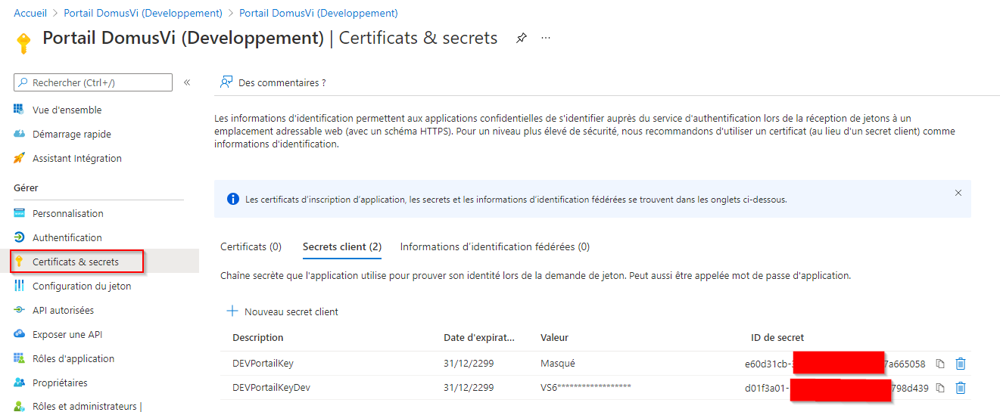 Accueil > Portail DomusVi (Developpement) > Portail DomusVi (Developpement)
Portail DomusVi (Developpement) | Certificats & secrets
Rechercher (Ctrl+/)
«
Vue d'ensemble
Démarrage rapide
Assistant Intégration
Gérer
Personnalisation
Authentification
Certificats & secrets
Configuration du jeton
API autorisées
Exposer une API
Rôles d'application
Propriétaires
Rôles et administrateurs |
Des commentaires ?
Les informations d'identification permettent aux applications confidentielles de s'identifier auprès du service d'authentification lors de la réception de jetons à un
emplacement adressable web (avec un schéma HTTPS). Pour un niveau plus élevé de sécurité, nous recommandons d'utiliser un certificat (au lieu d'un secret client) comme
informations d'identification.
Les certificats d'inscription d'application, les secrets et les informations d'identification fédérées se trouvent dans les onglets ci-dessous.
Certificats (0) Secrets client (2) Informations d'identification fédérées (0)
Chaîne secrète que l'application utilise pour prouver son identité lors de la demande de jeton. Peut aussi être appelée mot de passe d'application.
Nouveau secret client
Description Date d'expirat... Valeur ID de secret
DEVPortailKey 31/12/2299 Masqué e60d31cb- 7a665058
DEVPortailKeyDev 31/12/2299 VS6****************** d01f3a01- 798d439